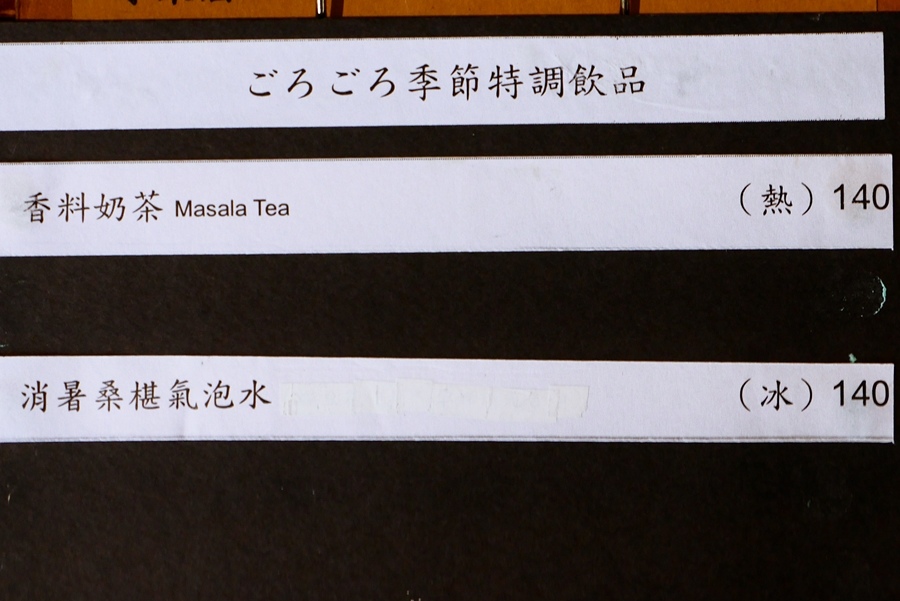 ごろごろ季節特調飲品
香料奶茶 Masala Tea （熱）140
消暑桑椹氣泡水 （冰）140